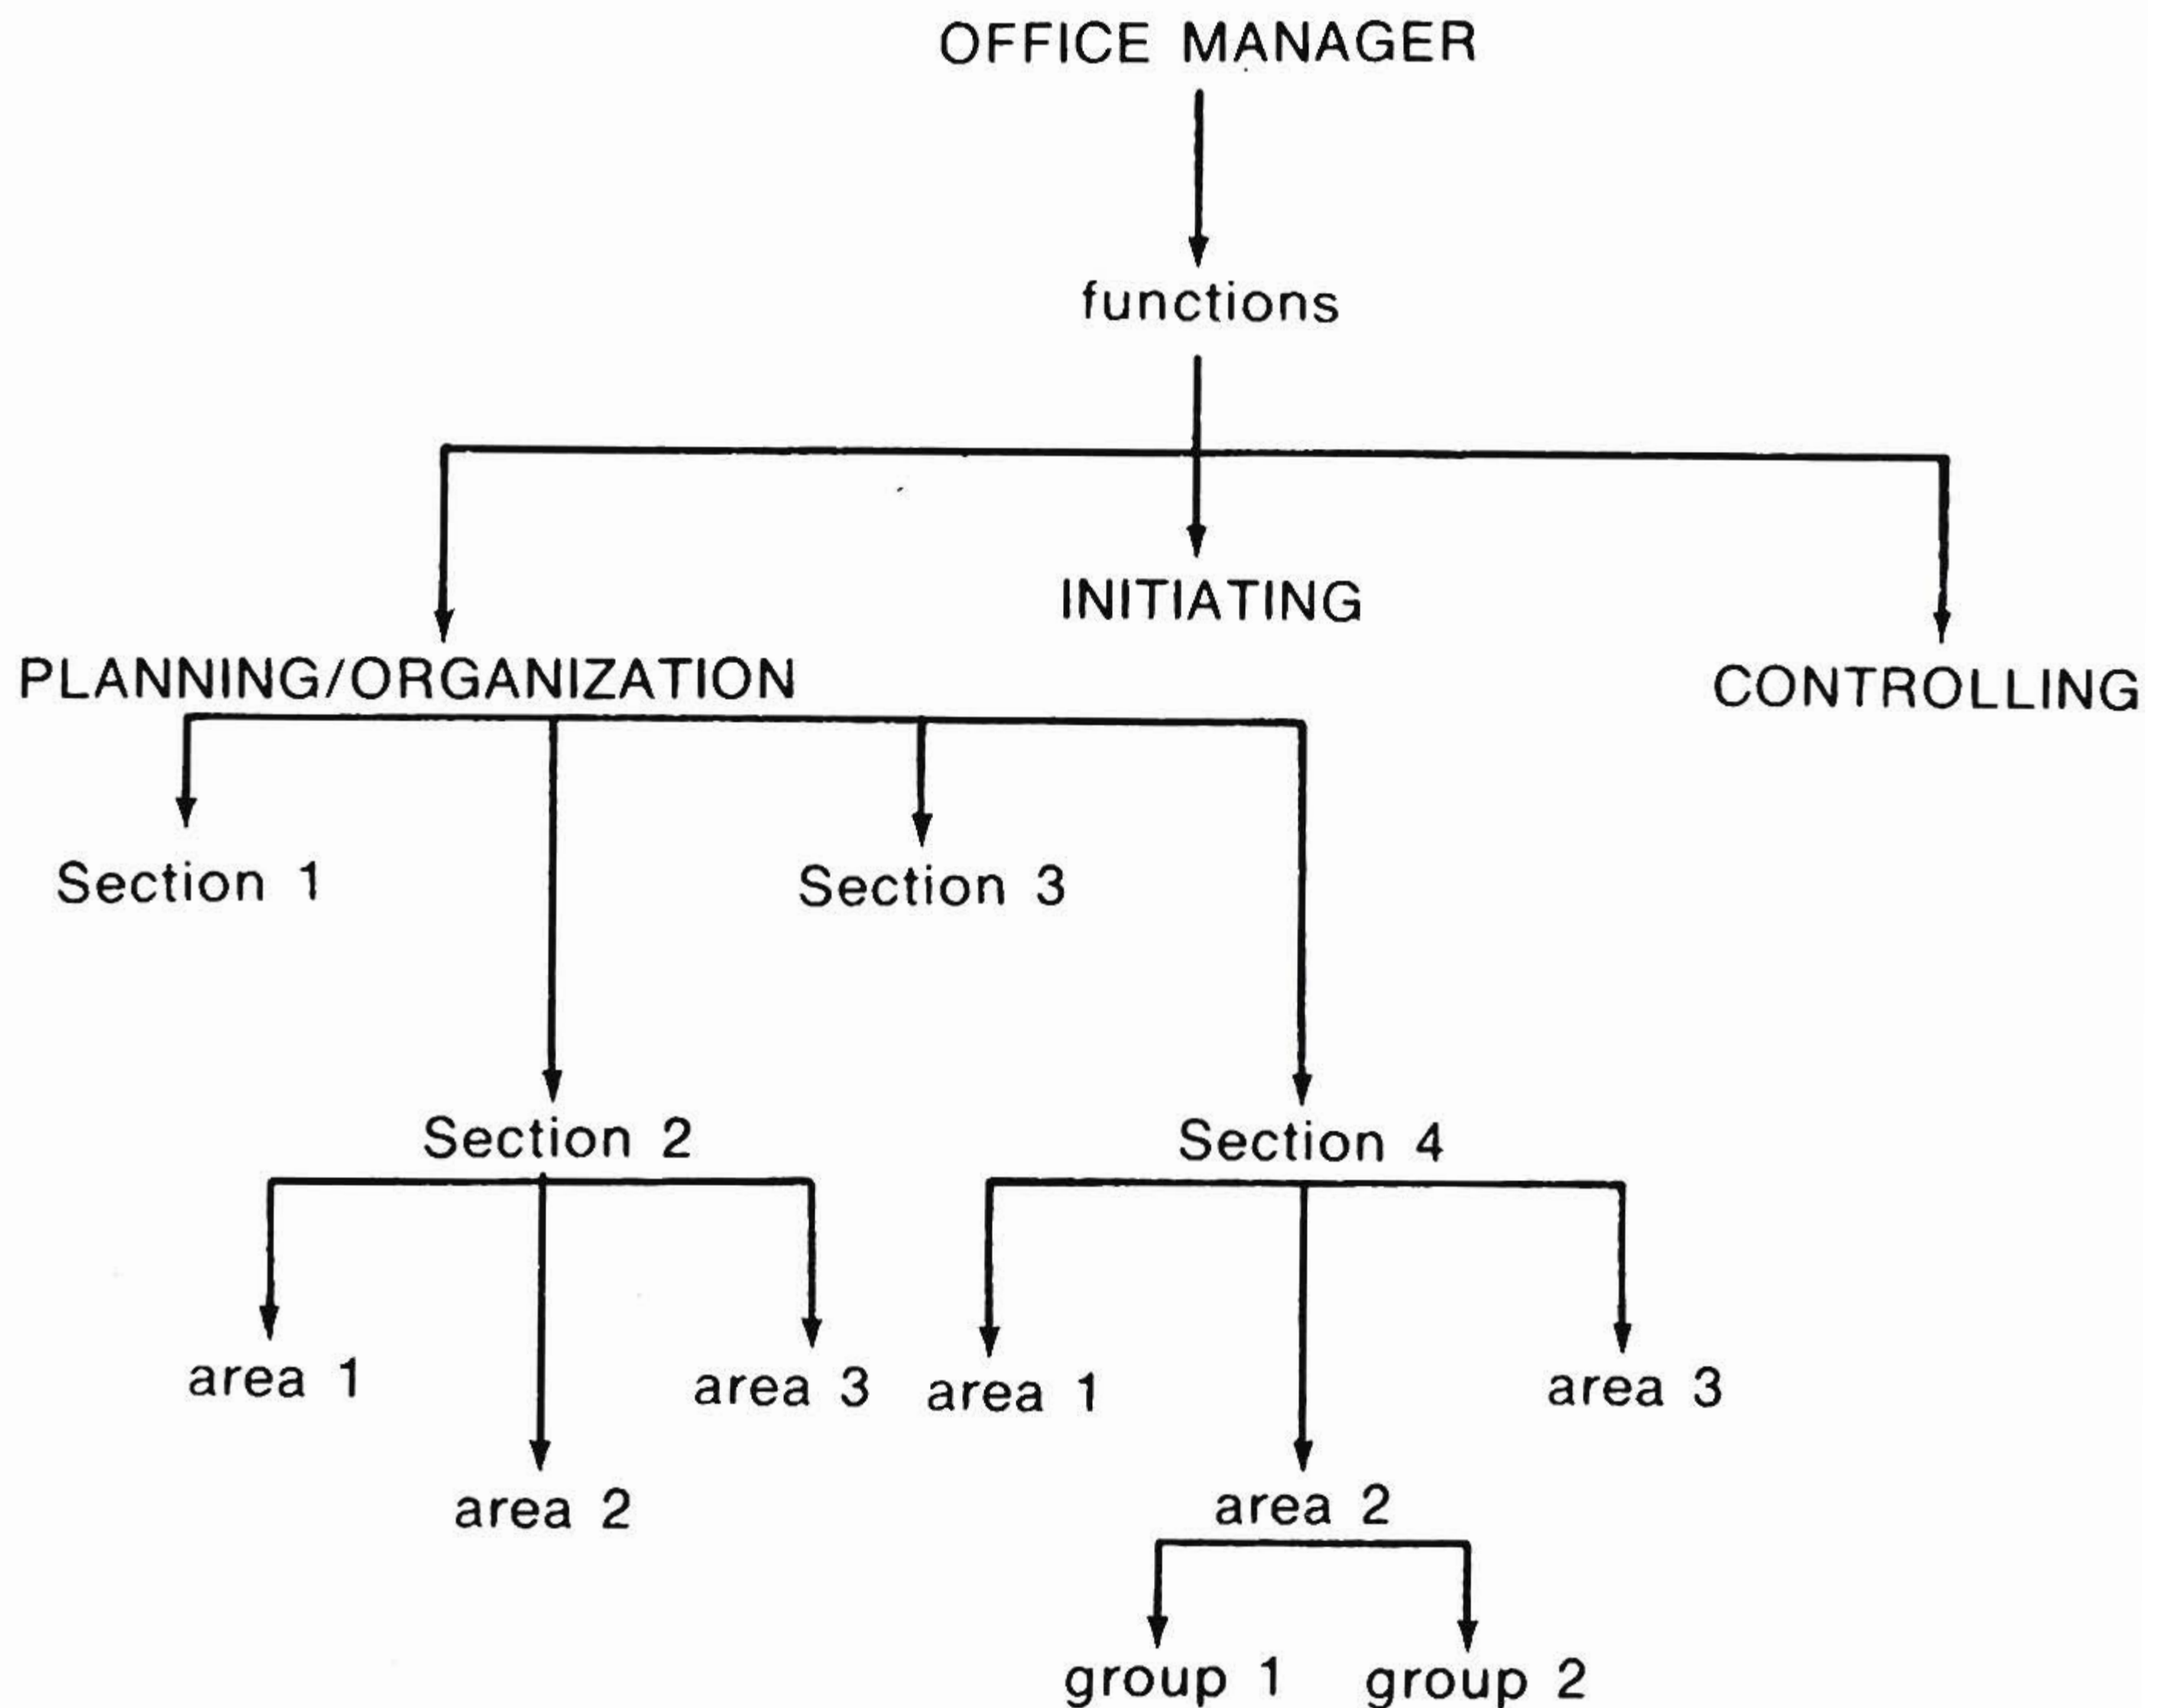 OFFICE MANAGER
functions
INITIATING
PLANNING/ORGANIZATION
CONTROLLING
Section 1
Section 3
Section 2
Section 4
area 1
area 3
area 1
area 3
area 2
area 2
group 1
group 2